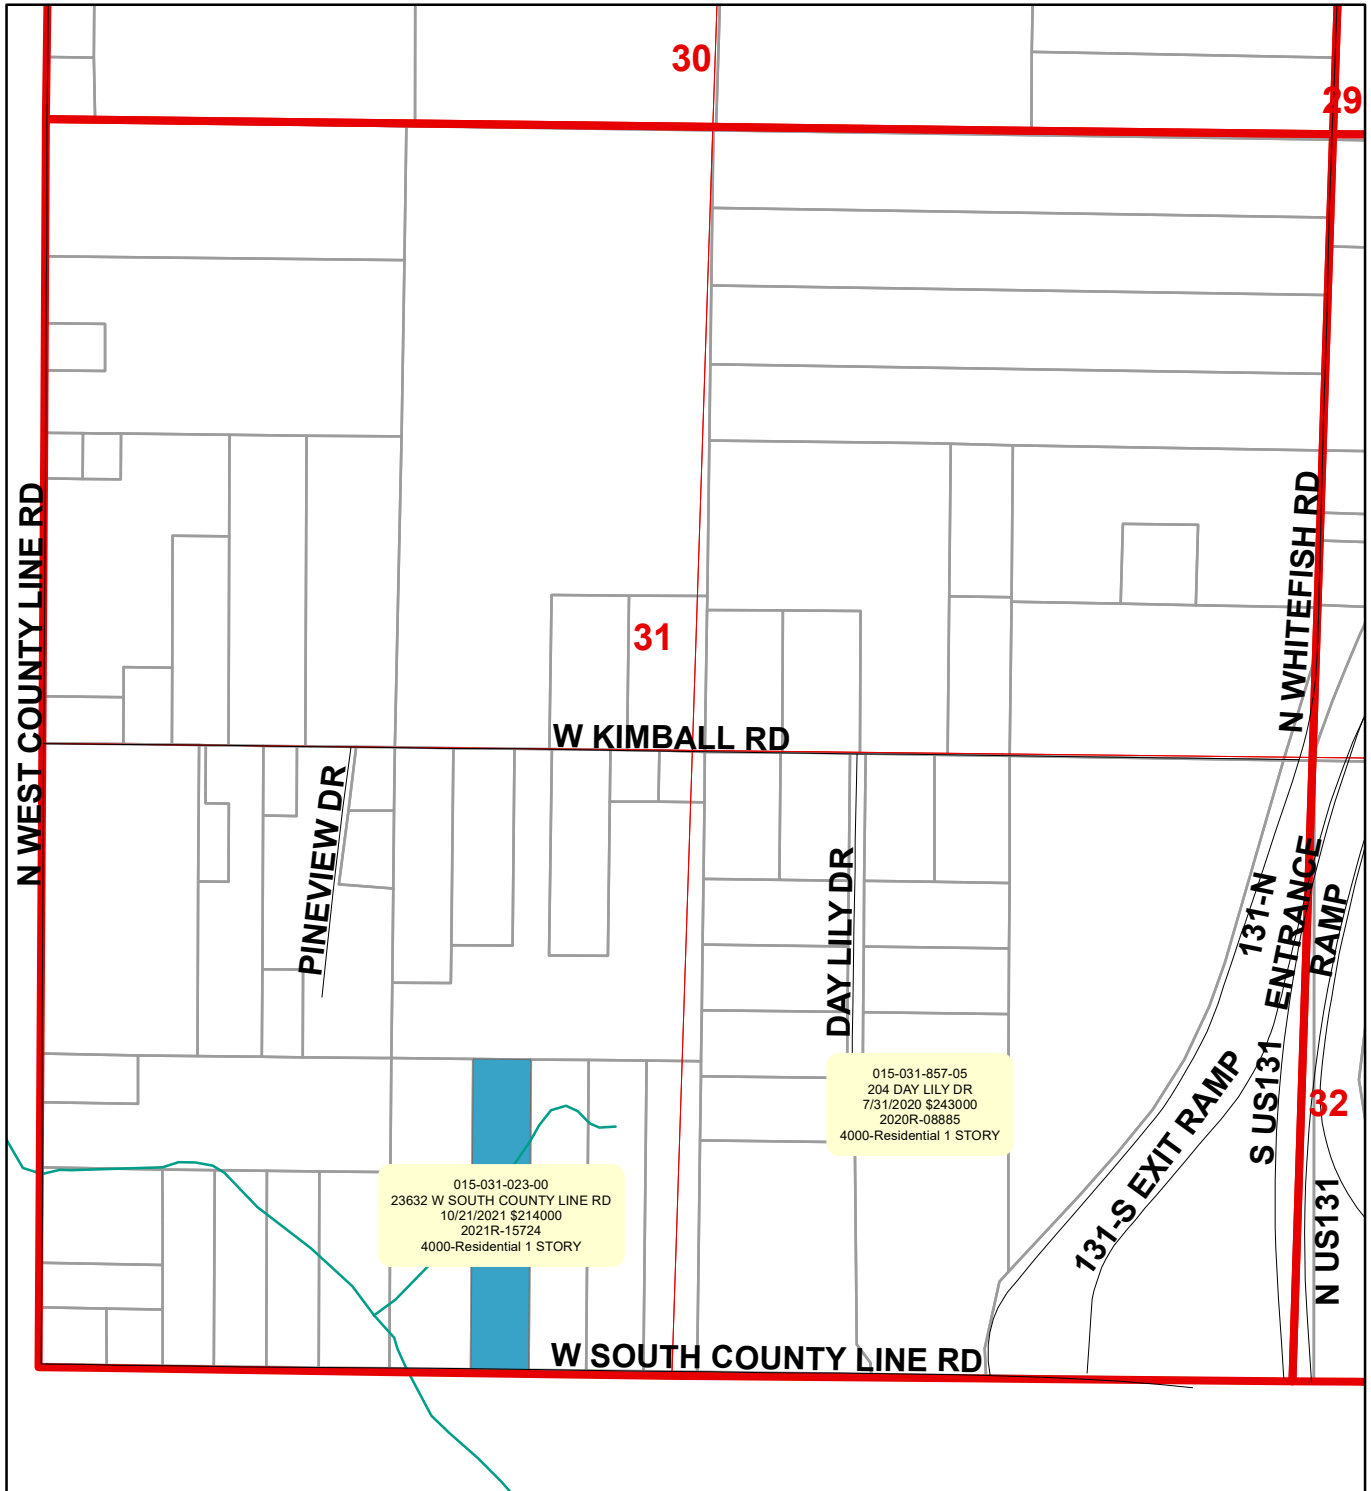 30
29
N WEST COUNTY LINE RD
N WHITEFISH RD
31
W KIMBALL RD
PINEVIEW DR
DAY LILY DR
131-N
ENTRANCE
RAMP
S US131
131-S EXIT RAMP
32
N US131
015-031-857-05
204 DAY LILY DR
7/31/2020 $243000
2020R-08885
4000-Residential 1 STORY
015-031-023-00
23632 W SOUTH COUNTY LINE RD
10/21/2021 $214000
2021R-15724
4000-Residential 1 STORY
W SOUTH COUNTY LINE RD